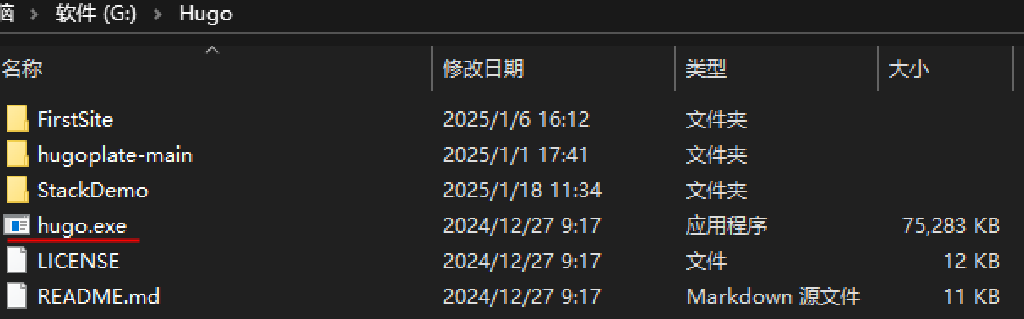 脑 › 软件 (G:) › Hugo
名称 修改日期 类型 大小
FirstSite 2025/1/6 16:12 文件夹
hugoplate-main 2025/1/1 17:41 文件夹
StackDemo 2025/1/18 11:34 文件夹
hugo.exe 2024/12/27 9:17 应用程序 75,283 KB
LICENSE 2024/12/27 9:17 文件 12 KB
README.md 2024/12/27 9:17 Markdown 源文件 11 KB